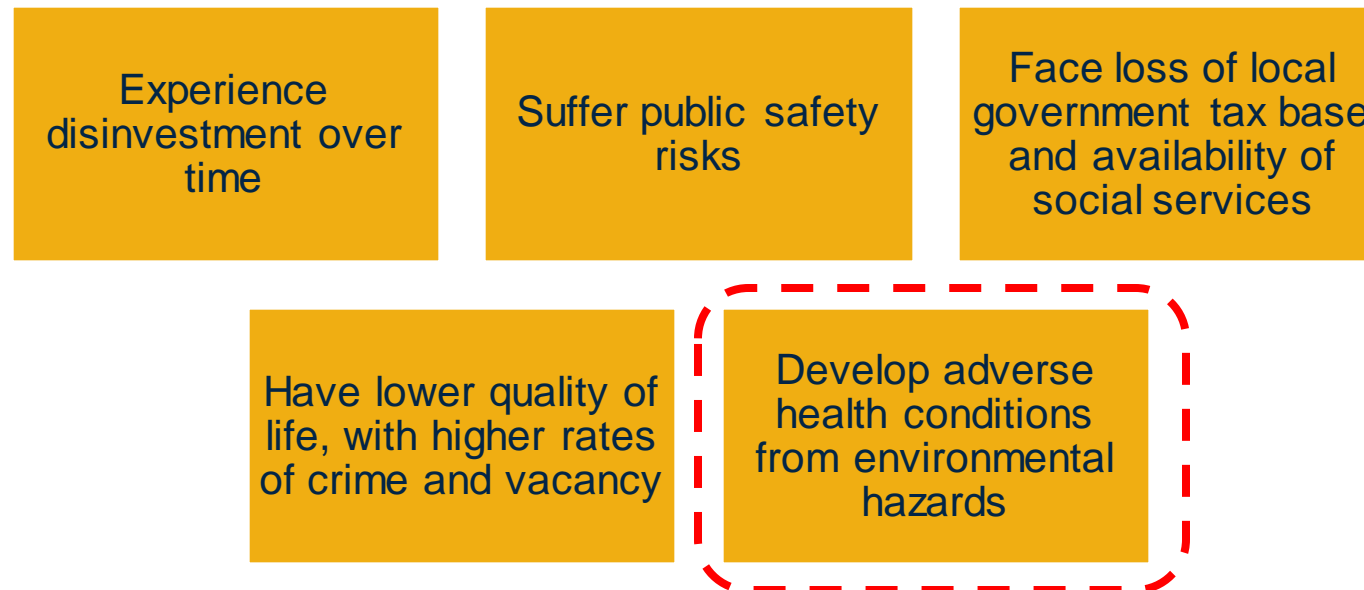 Experience
disinvestment over
time
Suffer public safety
risks
Face loss of local
government tax base
and availability of
social services
Have lower quality of
life, with higher rates
of crime and vacancy
Develop adverse
health conditions
from environmental
hazards